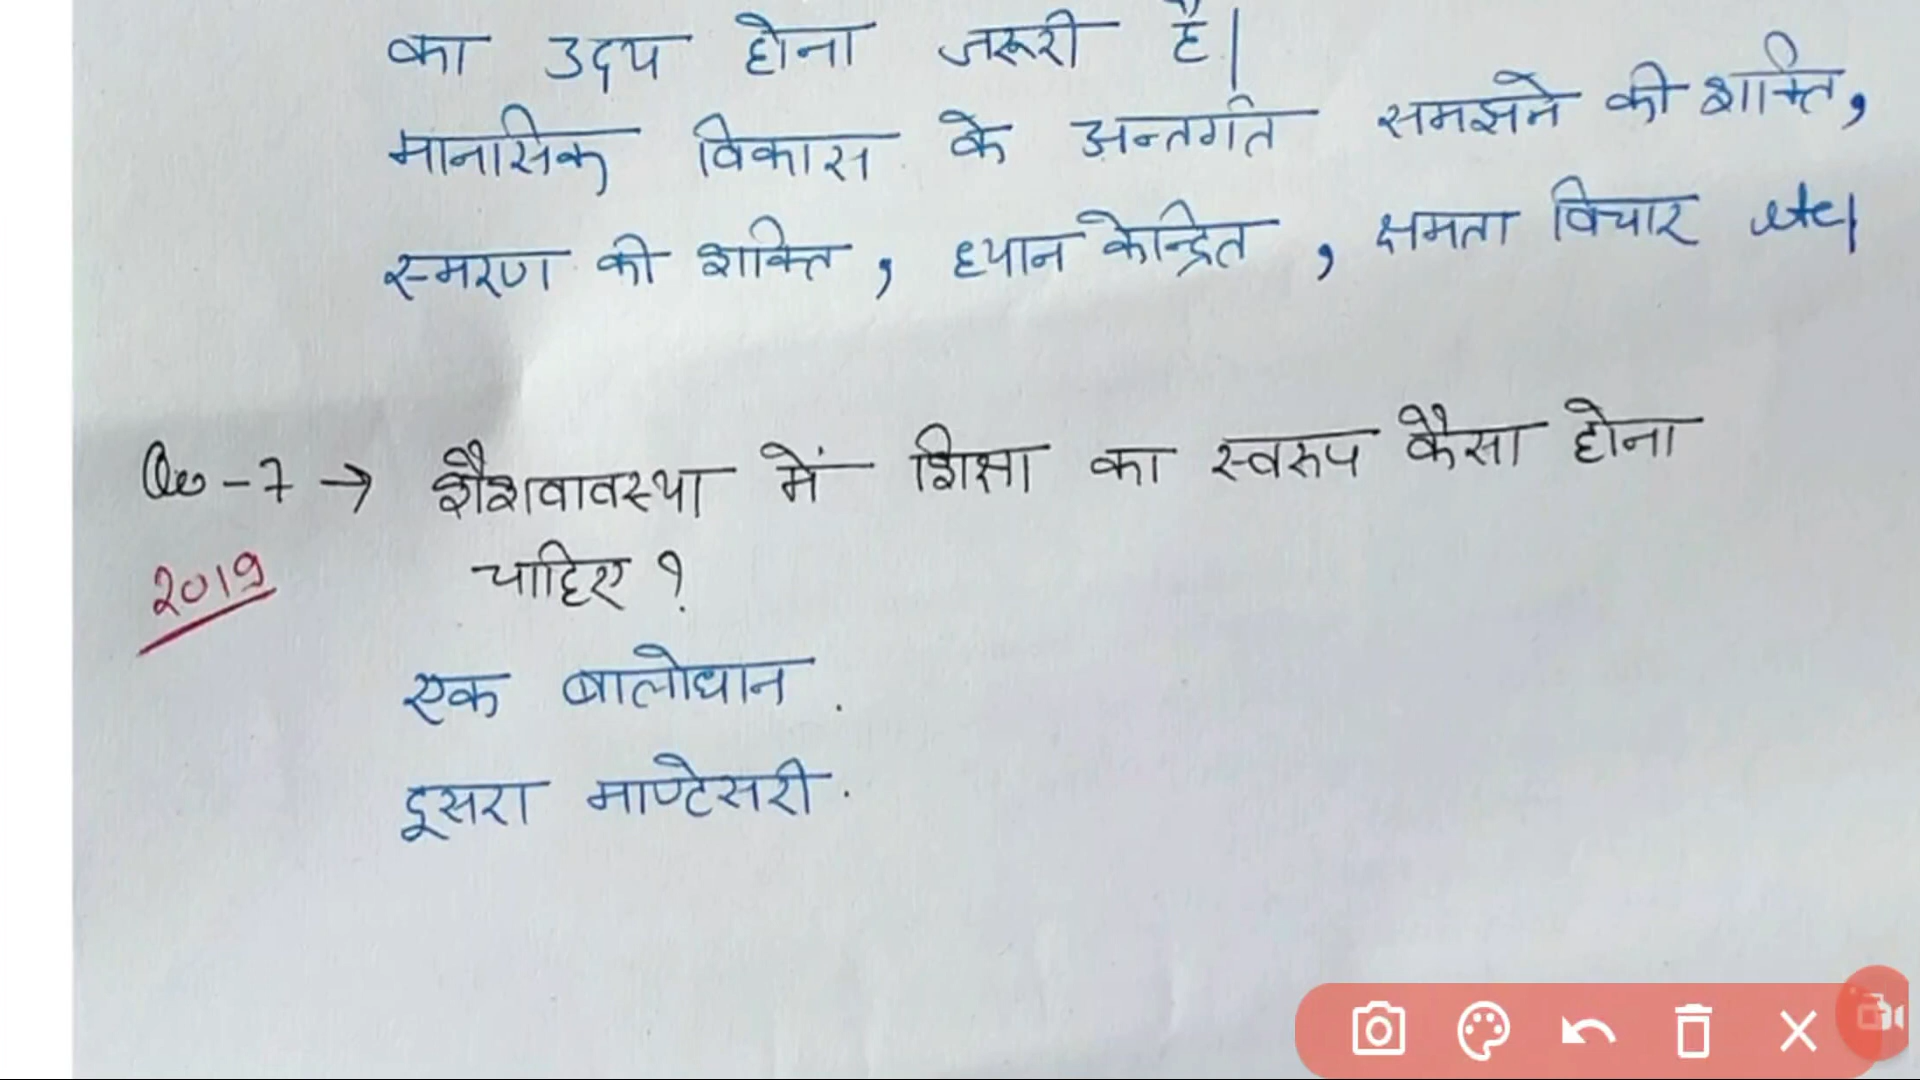 का उदय होना जरूरी है।
मानसिक विकास के अन्तर्गत समझने की शक्ति,
स्मरण की शक्ति, ध्यान केन्द्रित, क्षमता विचार etc।
Que-7 → शैशवावस्था में शिक्षा का स्वरुप कैसा होना
2019 चाहिए?
एक बालोधान.
दूसरा माण्टेसरी.